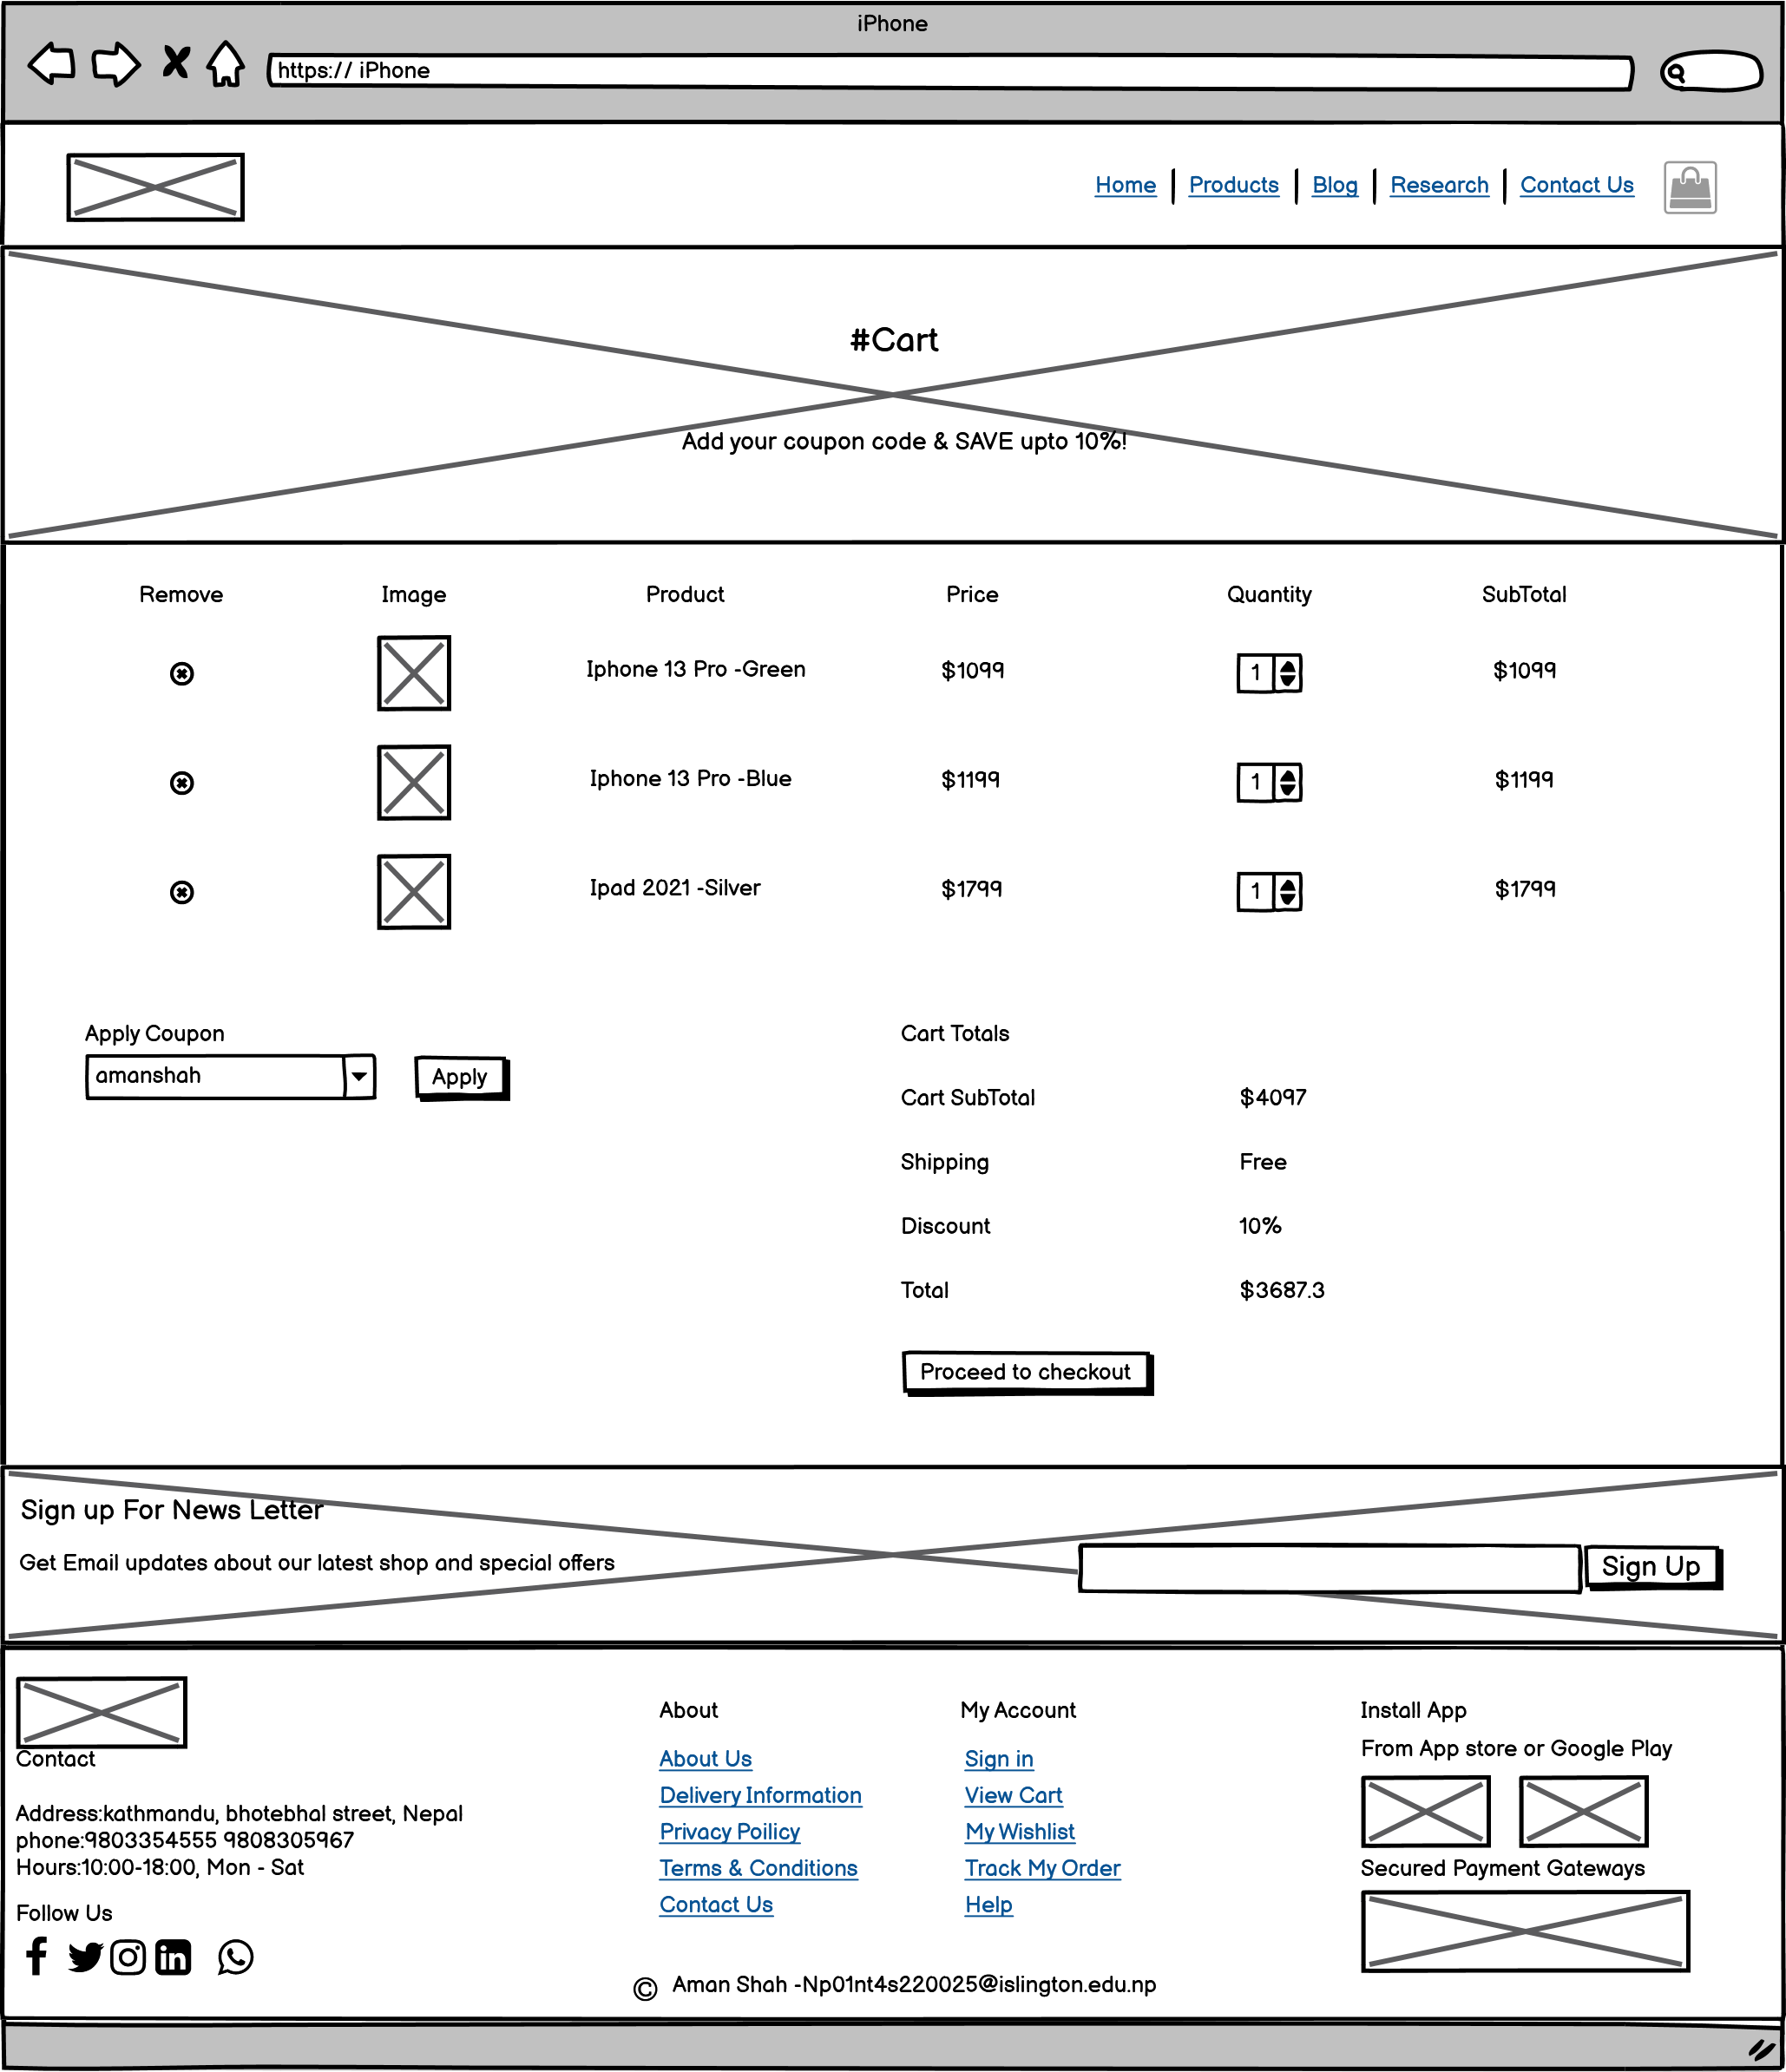 iPhone
https:// iPhone
Home Products Blog Research Contact Us
#Cart
Add your coupon code & SAVE upto 10%!
Remove Image Product Price Quantity SubTotal
Iphone 13 Pro -Green $1099 1 $1099
Iphone 13 Pro -Blue $1199 1 $1199
Ipad 2021 -Silver $1799 1 $1799
Apply Coupon
amanshah Apply
Cart Totals
Cart SubTotal $4097
Shipping Free
Discount 10%
Total $3687.3
Proceed to checkout
Sign up For News Letter
Get Email updates about our latest shop and special offers
Sign Up
Contact
Address:kathmandu, bhotebhal street, Nepal
phone:9803354555 9808305967
Hours:10:00-18:00, Mon - Sat
Follow Us
About
About Us
Delivery Information
Privacy Poilicy
Terms & Conditions
Contact Us
My Account
Sign in
View Cart
My Wishlist
Track My Order
Help
Install App
From App store or Google Play
Secured Payment Gateways
© Aman Shah -Np01nt4s220025@islington.edu.np